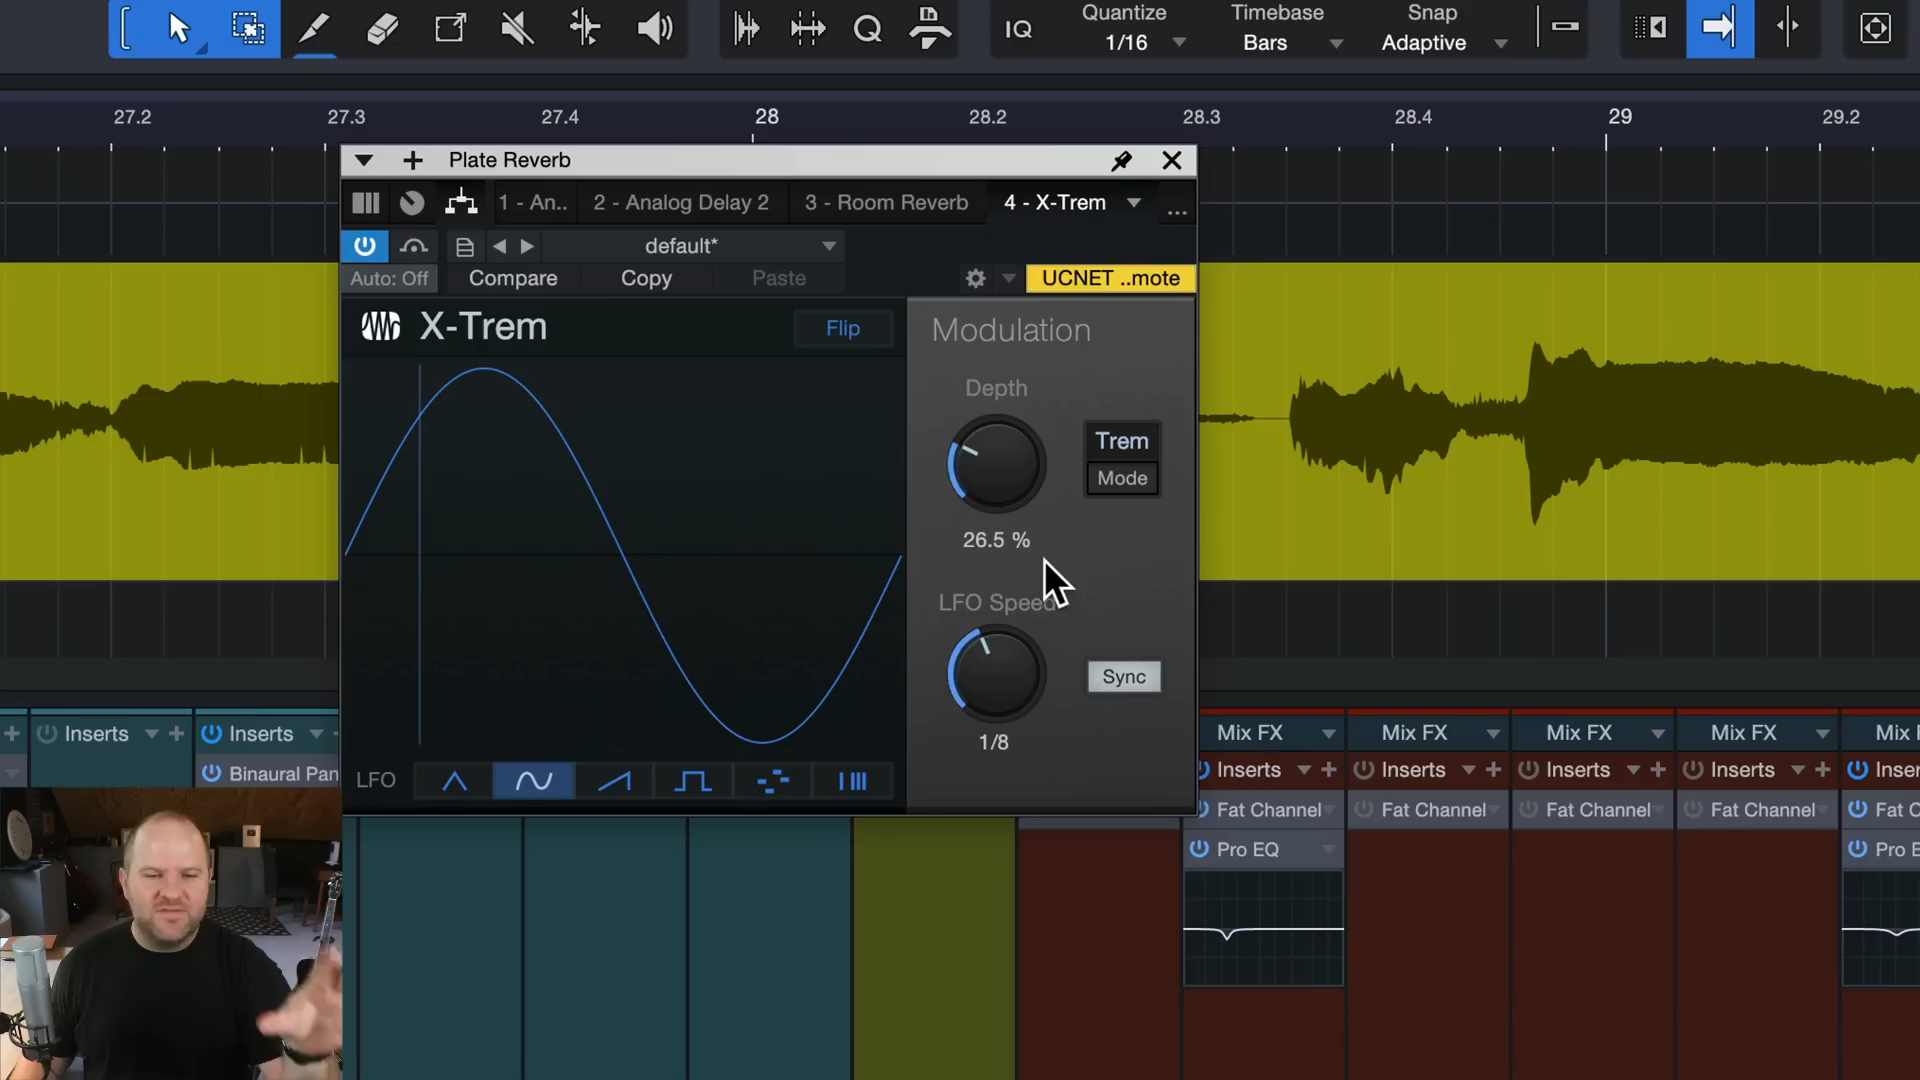 IQ
Quantize
1/16
Timebase
Bars
Snap
Adaptive
27.2
27.3
27.4
28
28.2
28.3
28.4
29
29.2
Plate Reverb
1 - An..
2 - Analog Delay 2
3 - Room Reverb
4 - X-Trem
...
default*
Auto: Off
Compare
Copy
Paste
UCNET ..mote
X-Trem
Flip
Modulation
Depth
Trem
Mode
26.5 %
LFO Speed
Sync
1/8
LFO
Inserts
Inserts
Binaural Pan
Mix FX
Mix FX
Mix FX
Mix FX
Mix F
Inserts
Inserts
Inserts
Inserts
Inser
Fat Channel
Fat Channel
Fat Channel
Fat Channel
Fat C
Pro EQ
Pro E